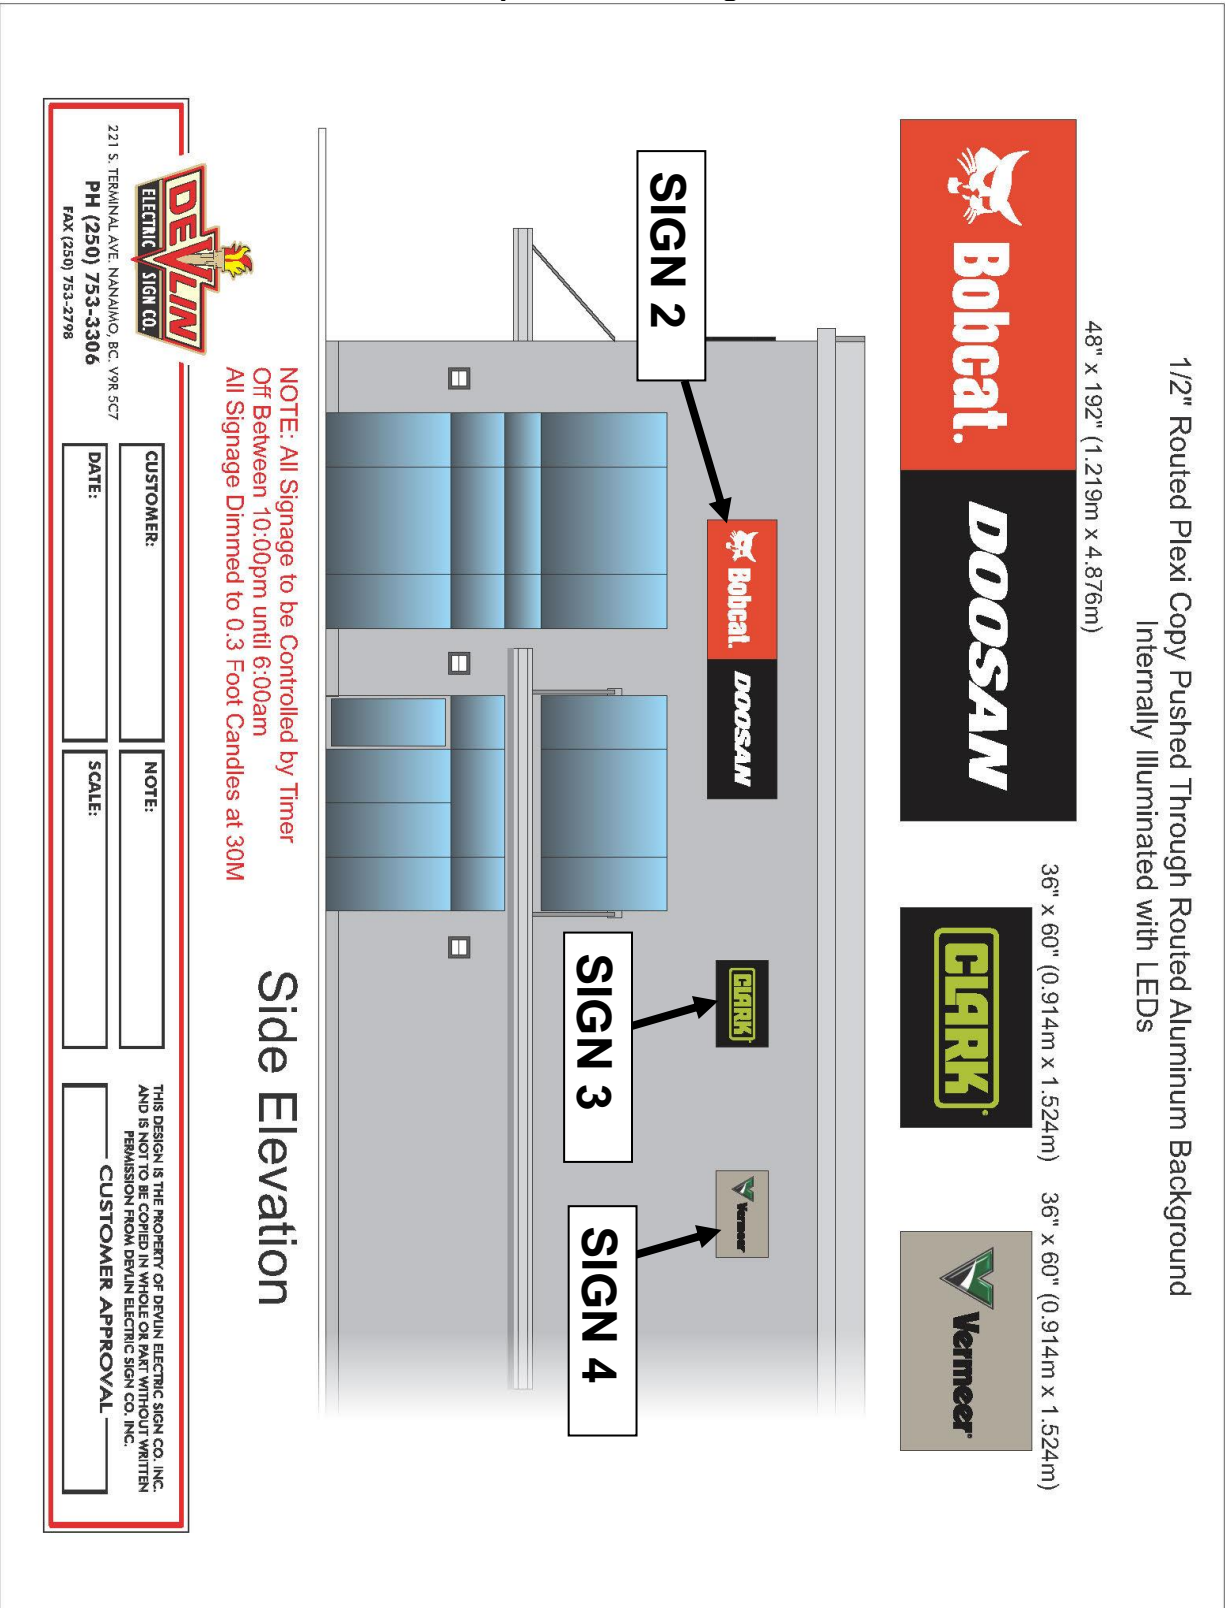 1/2" Routed Plexi Copy Pushed Through Routed Aluminum Background
Internally Illuminated with LEDs
48" x 192" (1.219m x 4.876m)
36" x 60" (0.914m x 1.524m)
36" x 60" (0.914m x 1.524m)
Bobcat.
DOOSAN
CLARK
Vermeer
SIGN 2
Bobcat.
DOOSAN
CLARK
Vermeer
SIGN 3
SIGN 4
NOTE: All Signage to be Controlled by Timer
Off Between 10:00pm until 6:00am
All Signage Dimmed to 0.3 Foot Candles at 30M
Side Elevation
DEVLIN
ELECTRIC SIGN CO.
221 S. TERMINAL AVE. NANAIMO, BC. V9R 5C7
PH (250) 753-3306
FAX (250) 753-2798
CUSTOMER:
DATE:
NOTE:
SCALE:
THIS DESIGN IS THE PROPERTY OF DEVLIN ELECTRIC SIGN CO. INC.
AND IS NOT TO BE COPIED IN WHOLE OR PART WITHOUT WRITTEN
PERMISSION FROM DEVLIN ELECTRIC SIGN CO. INC.
CUSTOMER APPROVAL